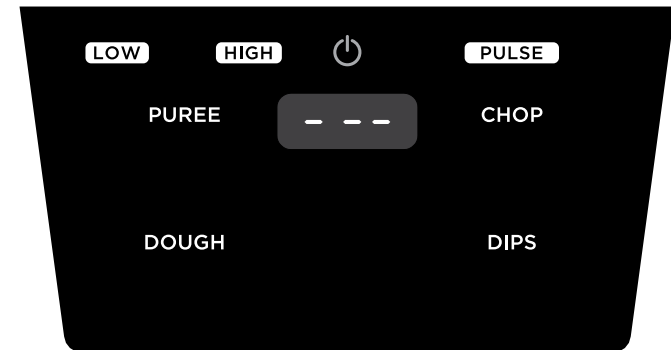 LOW HIGH PULSE
PUREE - -- CHOP
DOUGH DIPS